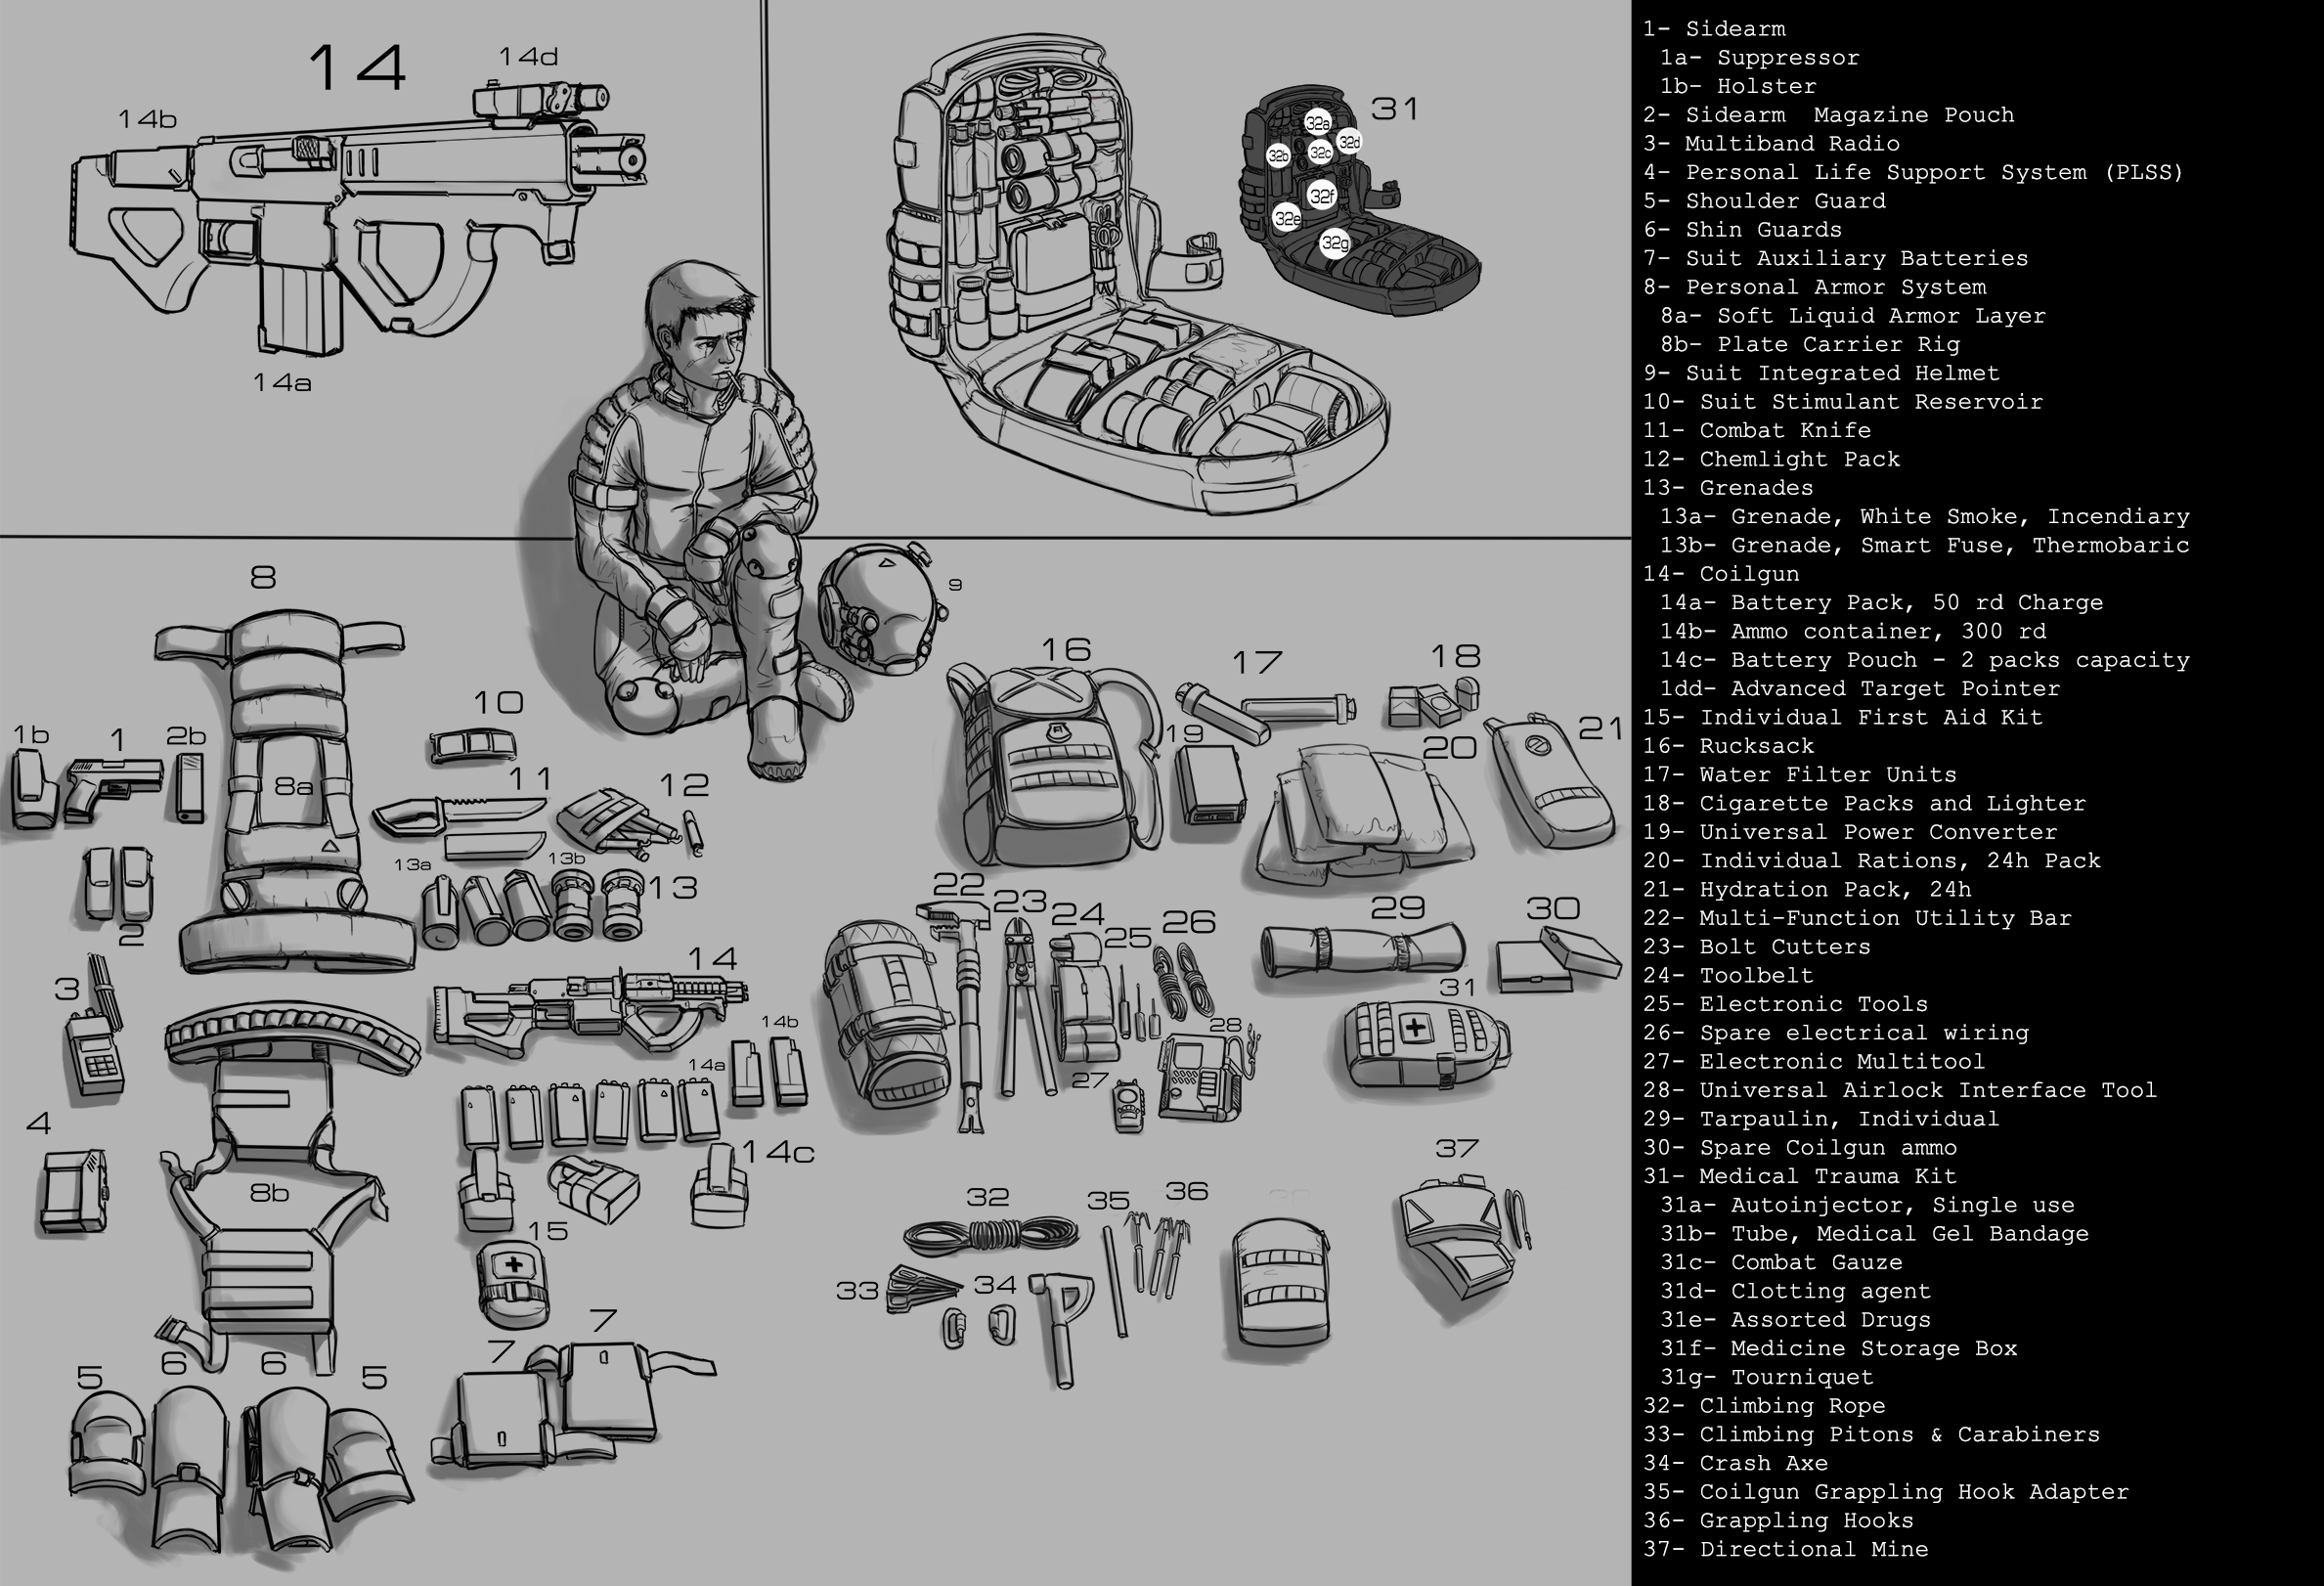 14
14d
14b
14a
31
32a
32d
32b
32c
32f
32e
32g
8
9
10
16
17
18
1b
1
2b
8a
11
12
19
20
21
13a
13b
13
2
22
23
24
25
26
29
30
3
14
14b
14a
28
27
31
4
8b
14c
15
32
35
36
37
33
34
7
7
5
6
6
5
1- Sidearm
1a- Suppressor
1b- Holster
2- Sidearm  Magazine Pouch
3- Multiband Radio
4- Personal Life Support System (PLSS)
5- Shoulder Guard
6- Shin Guards
7- Suit Auxiliary Batteries
8- Personal Armor System
8a- Soft Liquid Armor Layer
8b- Plate Carrier Rig
9- Suit Integrated Helmet
10- Suit Stimulant Reservoir
11- Combat Knife
12- Chemlight Pack
13- Grenades
13a- Grenade, White Smoke, Incendiary
13b- Grenade, Smart Fuse, Thermobaric
14- Coilgun
14a- Battery Pack, 50 rd Charge
14b- Ammo container, 300 rd
14c- Battery Pouch - 2 packs capacity
1dd- Advanced Target Pointer
15- Individual First Aid Kit
16- Rucksack
17- Water Filter Units
18- Cigarette Packs and Lighter
19- Universal Power Converter
20- Individual Rations, 24h Pack
21- Hydration Pack, 24h
22- Multi-Function Utility Bar
23- Bolt Cutters
24- Toolbelt
25- Electronic Tools
26- Spare electrical wiring
27- Electronic Multitool
28- Universal Airlock Interface Tool
29- Tarpaulin, Individual
30- Spare Coilgun ammo
31- Medical Trauma Kit
31a- Autoinjector, Single use
31b- Tube, Medical Gel Bandage
31c- Combat Gauze
31d- Clotting agent
31e- Assorted Drugs
31f- Medicine Storage Box
31g- Tourniquet
32- Climbing Rope
33- Climbing Pitons & Carabiners
34- Crash Axe
35- Coilgun Grappling Hook Adapter
36- Grappling Hooks
37- Directional Mine